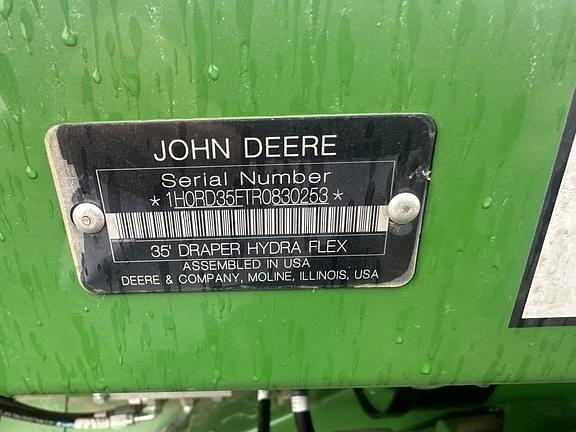 JOHN DEERE
Serial Number
*1H0RD35FTR0830253*
35' DRAPER HYDRA FLEX
ASSEMBLED IN USA
DEERE & COMPANY, MOLINE, ILLINOIS, USA